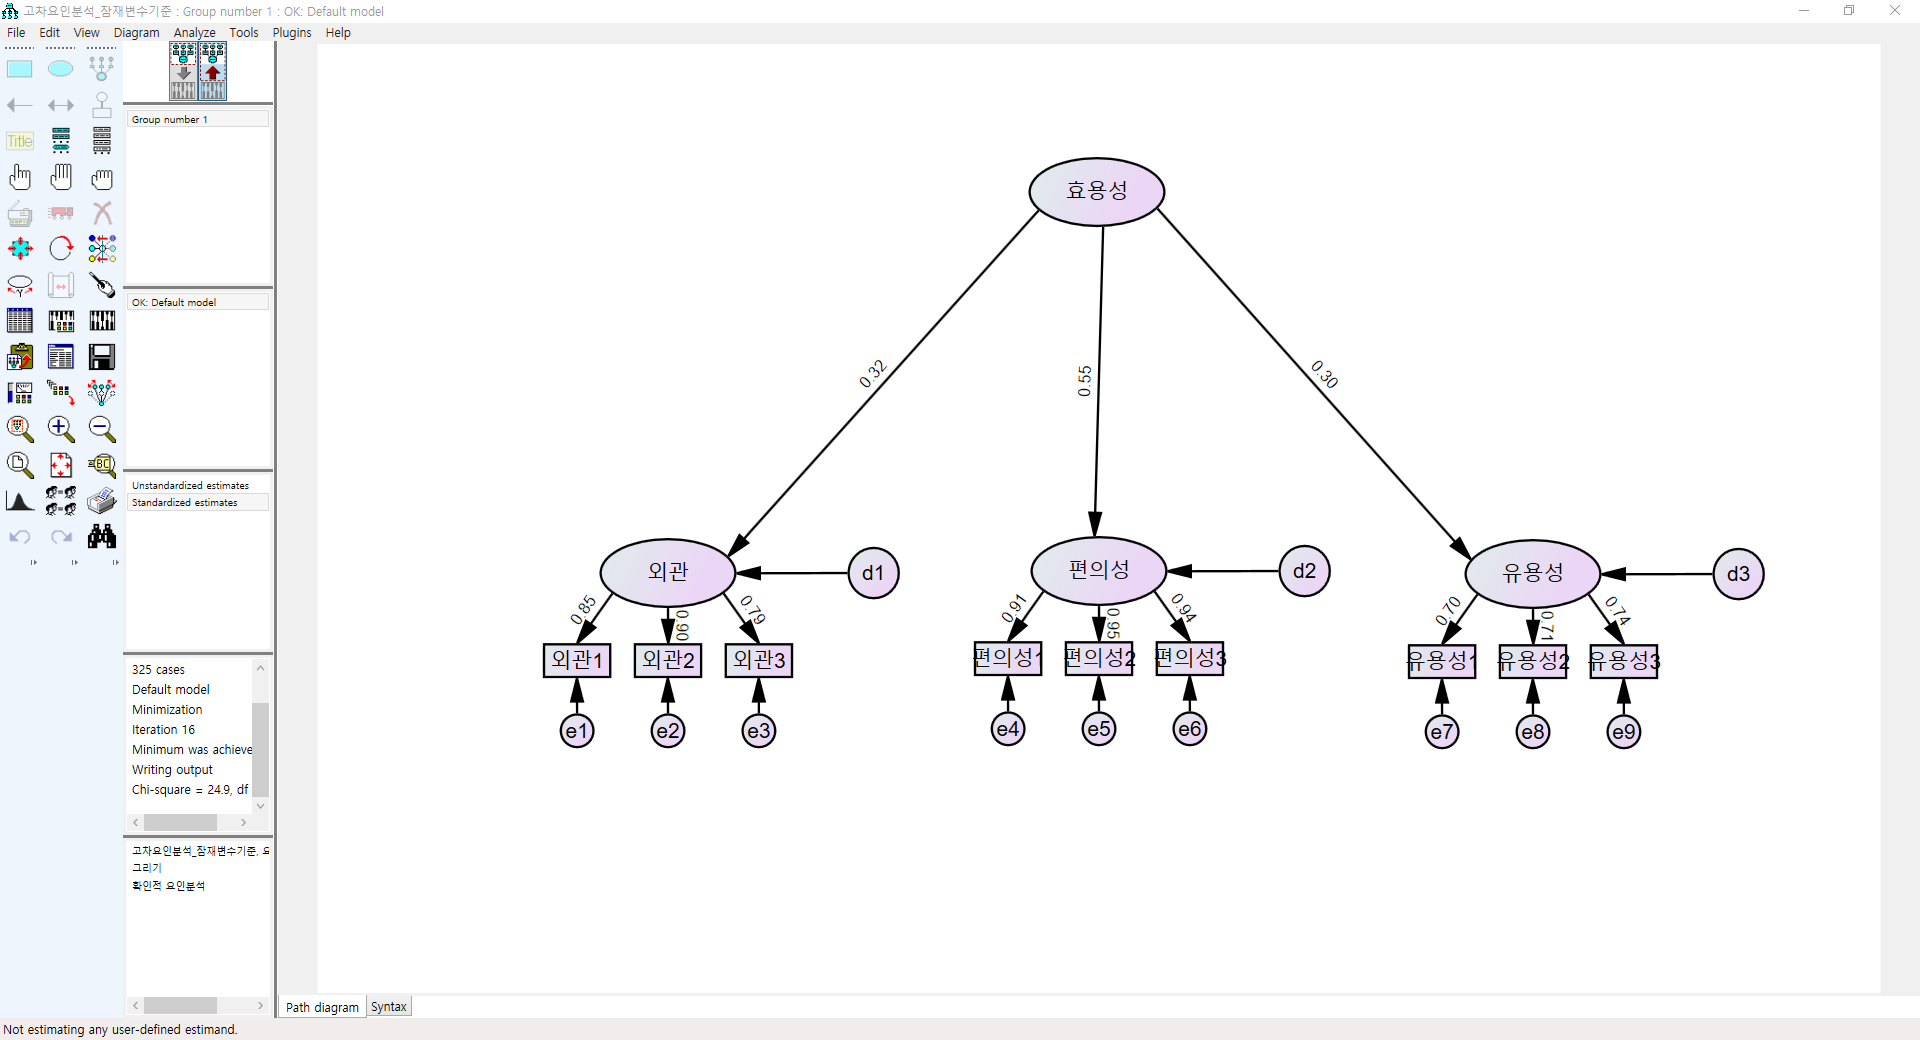 고차요인분석_잠재변수기준 : Group number 1 : OK: Default model
File Edit View Diagram Analyze Tools Plugins Help
Title
Group number 1
OK: Default model
Unstandardized estimates
Standardized estimates
325 cases
Default model
Minimization
Iteration 16
Minimum was achieve
Writing output
Chi-square = 24.9, df
고차요인분석_잠재변수기준, 요
그리기
확인적 요인분석
효용성
0.32
0.55
0.30
외관
d1
편의성
d2
유용성
d3
0.85
0.90
0.79
0.91
0.95
0.94
0.70
0.71
0.74
외관1
외관2
외관3
편의성1
편의성2
편의성3
유용성1
유용성2
유용성3
e1
e2
e3
e4
e5
e6
e7
e8
e9
Path diagram
Syntax
Not estimating any user-defined estimand.